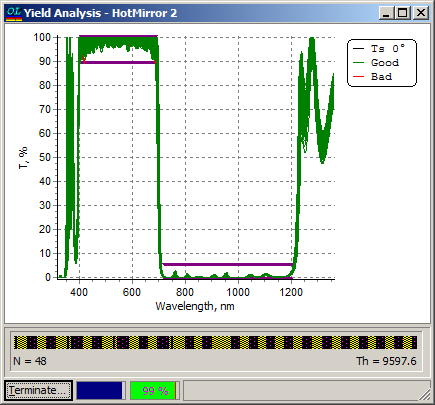 OL Yield Analysis - HotMirror 2
100
90
80
70
60
50
40
30
20
10
0
T, %
400 600 800 1000 1200
Wavelength, nm
Ts 0°
Good
Bad
N = 48 Th = 9597.6
Terminate... 99 %